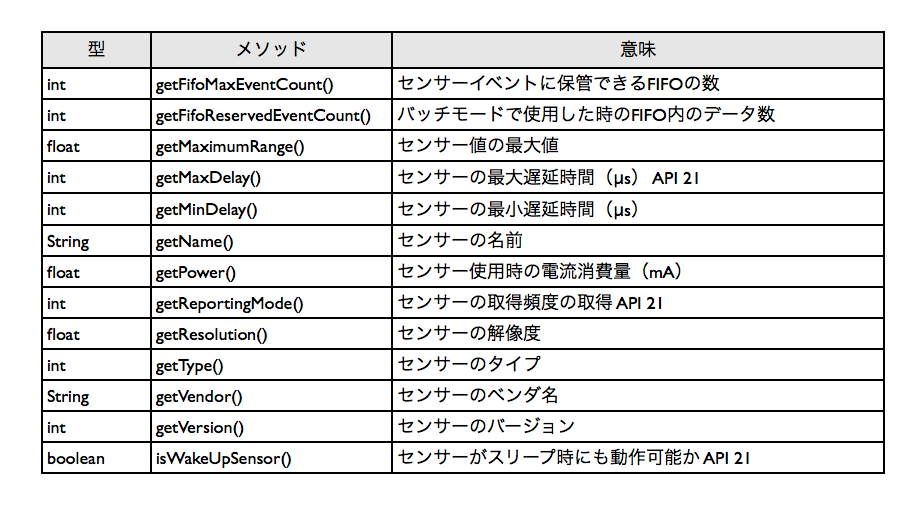 型 メソッド 意味
int getFifoMaxEventCount() センサーイベントに保管できるFIFOの数
int getFifoReservedEventCount() バッチモードで使用した時のFIFO内のデータ数
float getMaximumRange() センサー値の最大値
int getMaxDelay() センサーの最大遅延時間（μs） API 21
int getMinDelay() センサーの最小遅延時間（μs）
String getName() センサーの名前
float getPower() センサー使用時の電流消費量（mA）
int getReportingMode() センサーの取得頻度の取得 API 21
float getResolution() センサーの解像度
int getType() センサーのタイプ
String getVendor() センサーのベンダ名
int getVersion() センサーのバージョン
boolean isWakeUpSensor() センサーがスリープ時にも動作可能か API 21